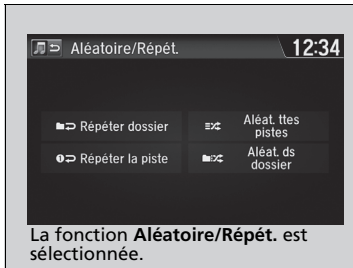 Aléatoire/Répét.
12:34
Répéter dossier
Aléat. ttes
pistes
Répéter la piste
Aléat. ds
dossier
La fonction Aléatoire/Répét. est
sélectionnée.